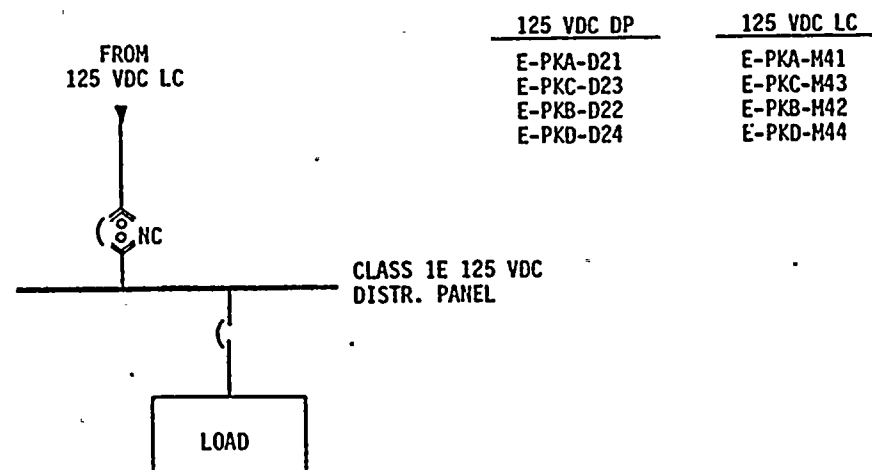 FROM
125 VDC LC
NC
CLASS 1E 125 VDC
DISTR. PANEL
LOAD
125 VDC DP
E-PKA-D21
E-PKC-D23
E-PKB-D22
E-PKD-D24
125 VDC LC
E-PKA-M41
E-PKC-M43
E-PKB-M42
E-PKD-M44